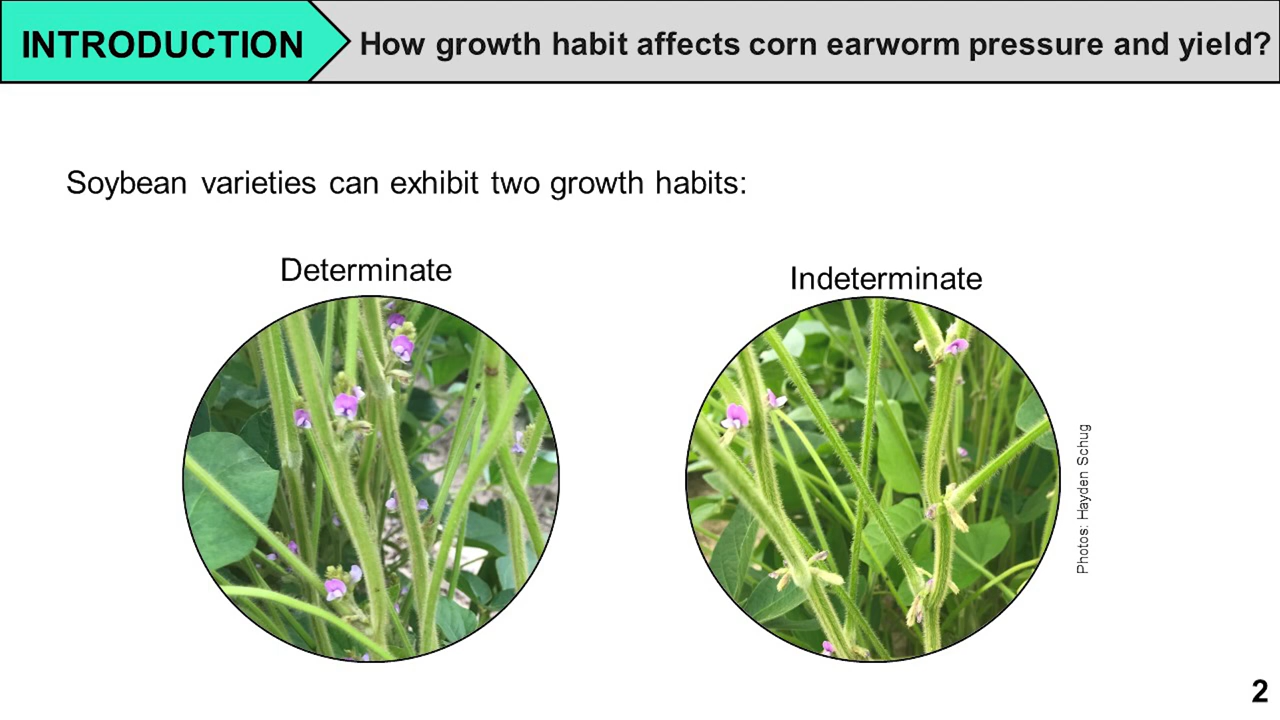 INTRODUCTION
How growth habit affects corn earworm pressure and yield?
Soybean varieties can exhibit two growth habits:
Determinate
Indeterminate
Photos: Hayden Schug
2